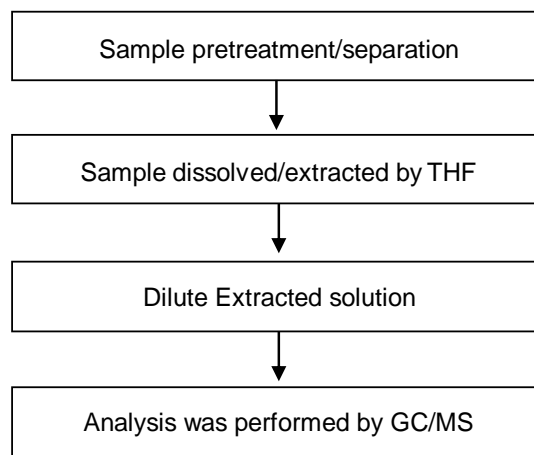 Sample pretreatment/separation
Sample dissolved/extracted by THF
Dilute Extracted solution
Analysis was performed by GC/MS